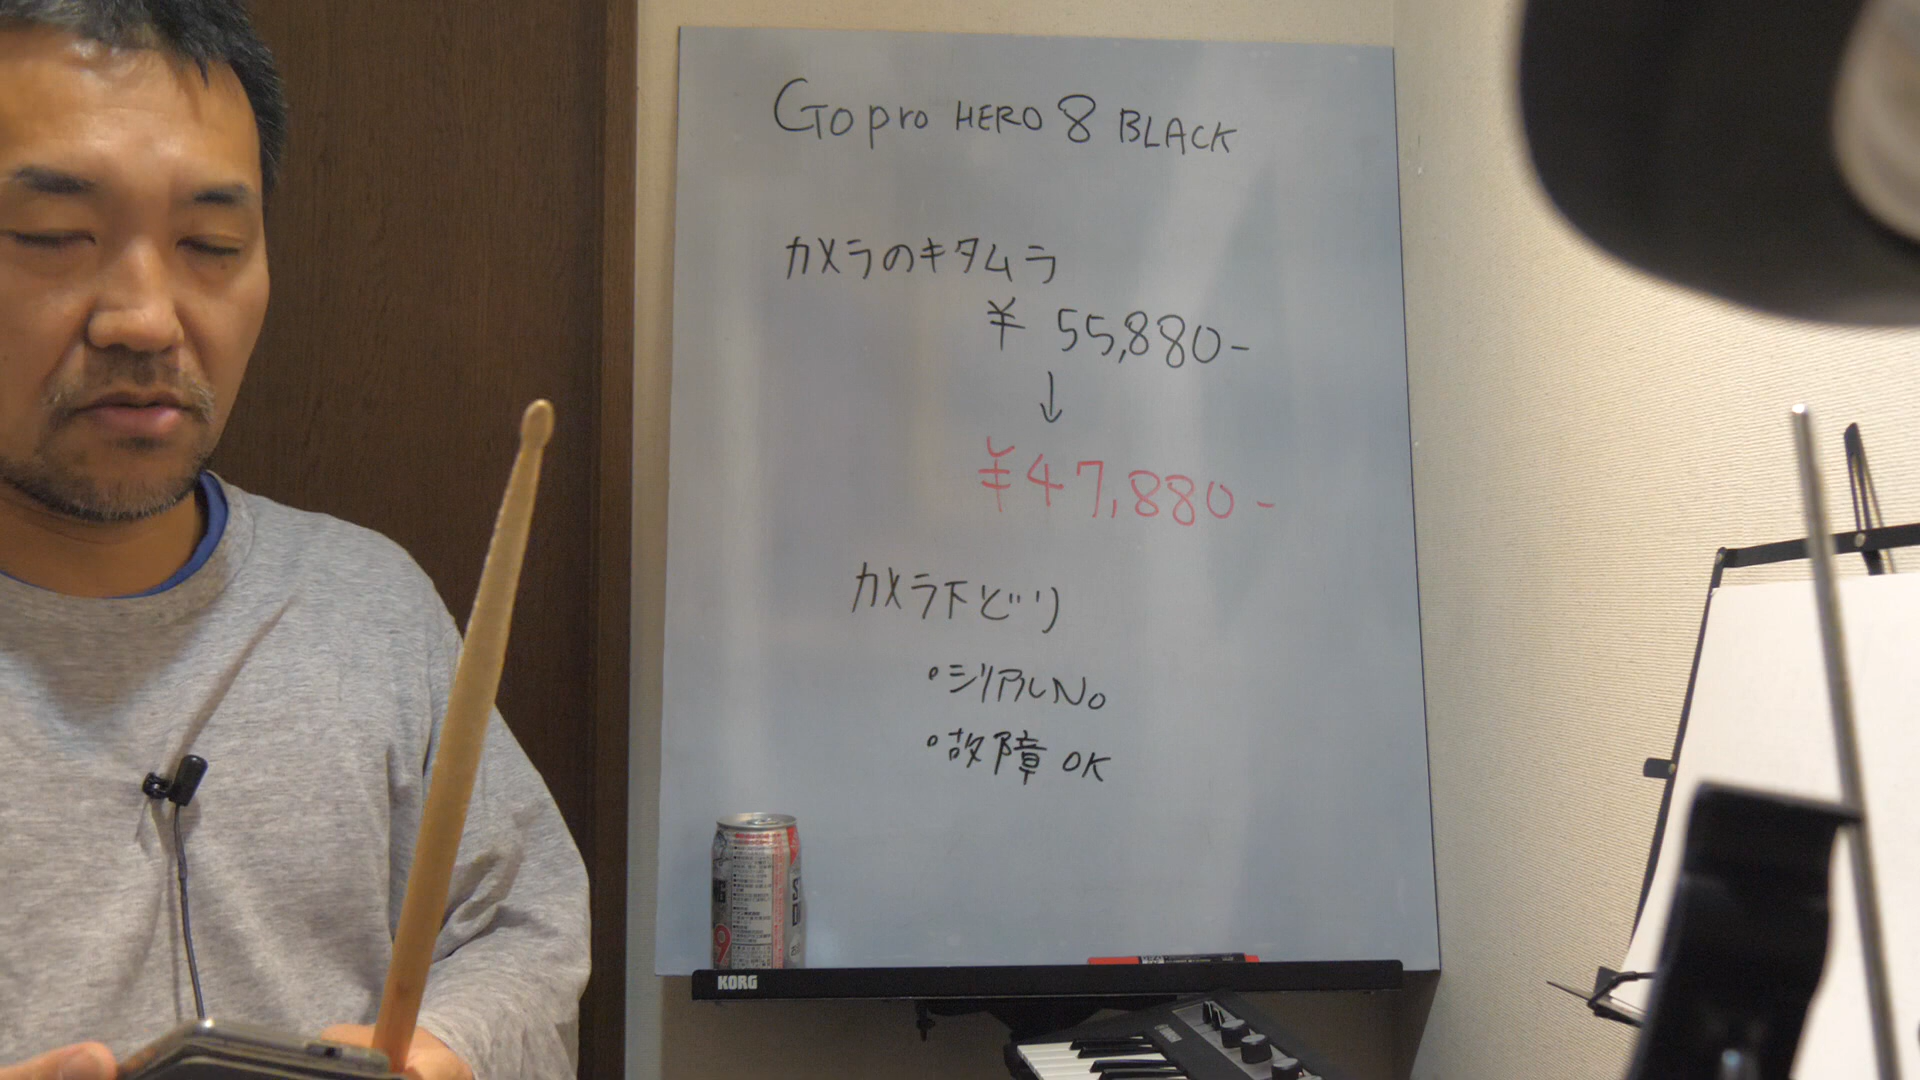 Gopro HERO 8 BLACK
カメラのキタムラ
¥ 55,880-
↓
¥47,880-
カメラ下どり
・シリアルNo
・故障 OK
9
KORG